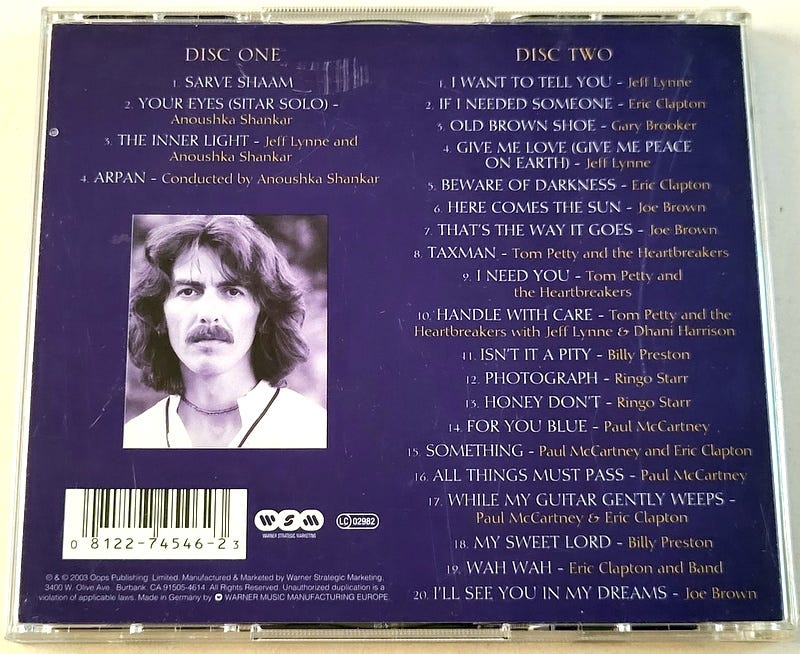 DISC ONE
1. SARVE SHAAM
2. YOUR EYES (SITAR SOLO) –
Anoushka Shankar
3. THE INNER LIGHT – Jeff Lynne and
Anoushka Shankar
4. ARPAN – Conducted by Anoushka Shankar
DISC TWO
1. I WANT TO TELL YOU – Jeff Lynne
2. IF I NEEDED SOMEONE – Eric Clapton
3. OLD BROWN SHOE – Gary Brooker
4. GIVE ME LOVE (GIVE ME PEACE
ON EARTH) – Jeff Lynne
5. BEWARE OF DARKNESS – Eric Clapton
6. HERE COMES THE SUN – Joe Brown
7. THAT'S THE WAY IT GOES – Joe Brown
8. TAXMAN – Tom Petty and the Heartbreakers
9. I NEED YOU – Tom Petty and
the Heartbreakers
10. HANDLE WITH CARE – Tom Petty and the
Heartbreakers with Jeff Lynne & Dhani Harrison
11. ISN'T IT A PITY – Billy Preston
12. PHOTOGRAPH – Ringo Starr
13. HONEY DON'T – Ringo Starr
14. FOR YOU BLUE – Paul McCartney
15. SOMETHING – Paul McCartney and Eric Clapton
16. ALL THINGS MUST PASS – Paul McCartney
17. WHILE MY GUITAR GENTLY WEEPS –
Paul McCartney & Eric Clapton
18. MY SWEET LORD – Billy Preston
19. WAH WAH – Eric Clapton and Band
20. I'LL SEE YOU IN MY DREAMS – Joe Brown
0 8122-74546-2 3
WSM
WARNER STRATEGIC MARKETING
LC 02982
℗ & © 2003 Oops Publishing Limited. Manufactured & Marketed by Warner Strategic Marketing.
3400 W. Olive Ave. Burbank CA 91505-4614 All Rights Reserved. Unauthorized duplication is a
violation of applicable laws. Made in Germany by WARNER MUSIC MANUFACTURING EUROPE